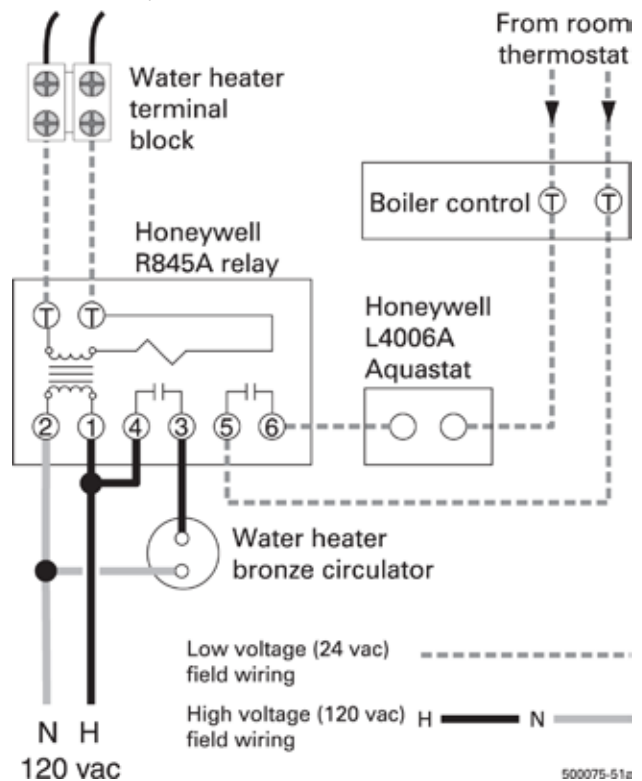 From room
thermostat
Water heater
terminal
block
Boiler control T T
Honeywell
R845A relay
T T
Honeywell
L4006A
Aquastat
2 1 4 3 5 6
Water heater
bronze circulator
Low voltage (24 vac)
field wiring
High voltage (120 vac) H N
field wiring
N H
120 vac
500075-51a